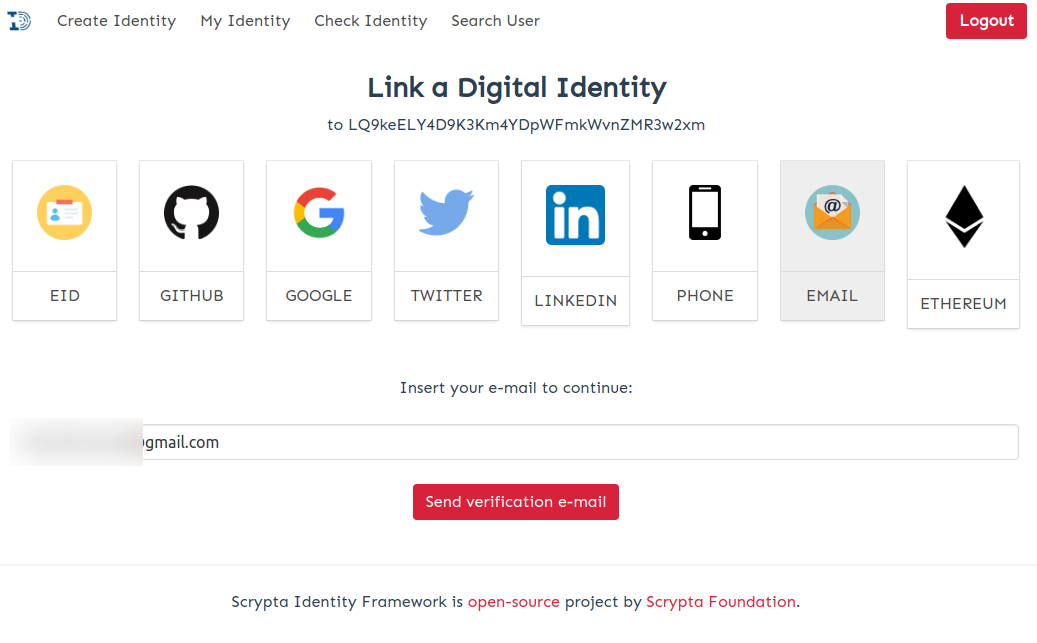 Create Identity My Identity Check Identity Search User Logout
Link a Digital Identity
to LQ9keELY4D9K3Km4YDpWFmkWvnZMR3w2xm
EID GITHUB GOOGLE TWITTER LINKEDIN PHONE EMAIL ETHEREUM
Insert your e-mail to continue:
@gmail.com
Send verification e-mail
Scrypta Identity Framework is open-source project by Scrypta Foundation.